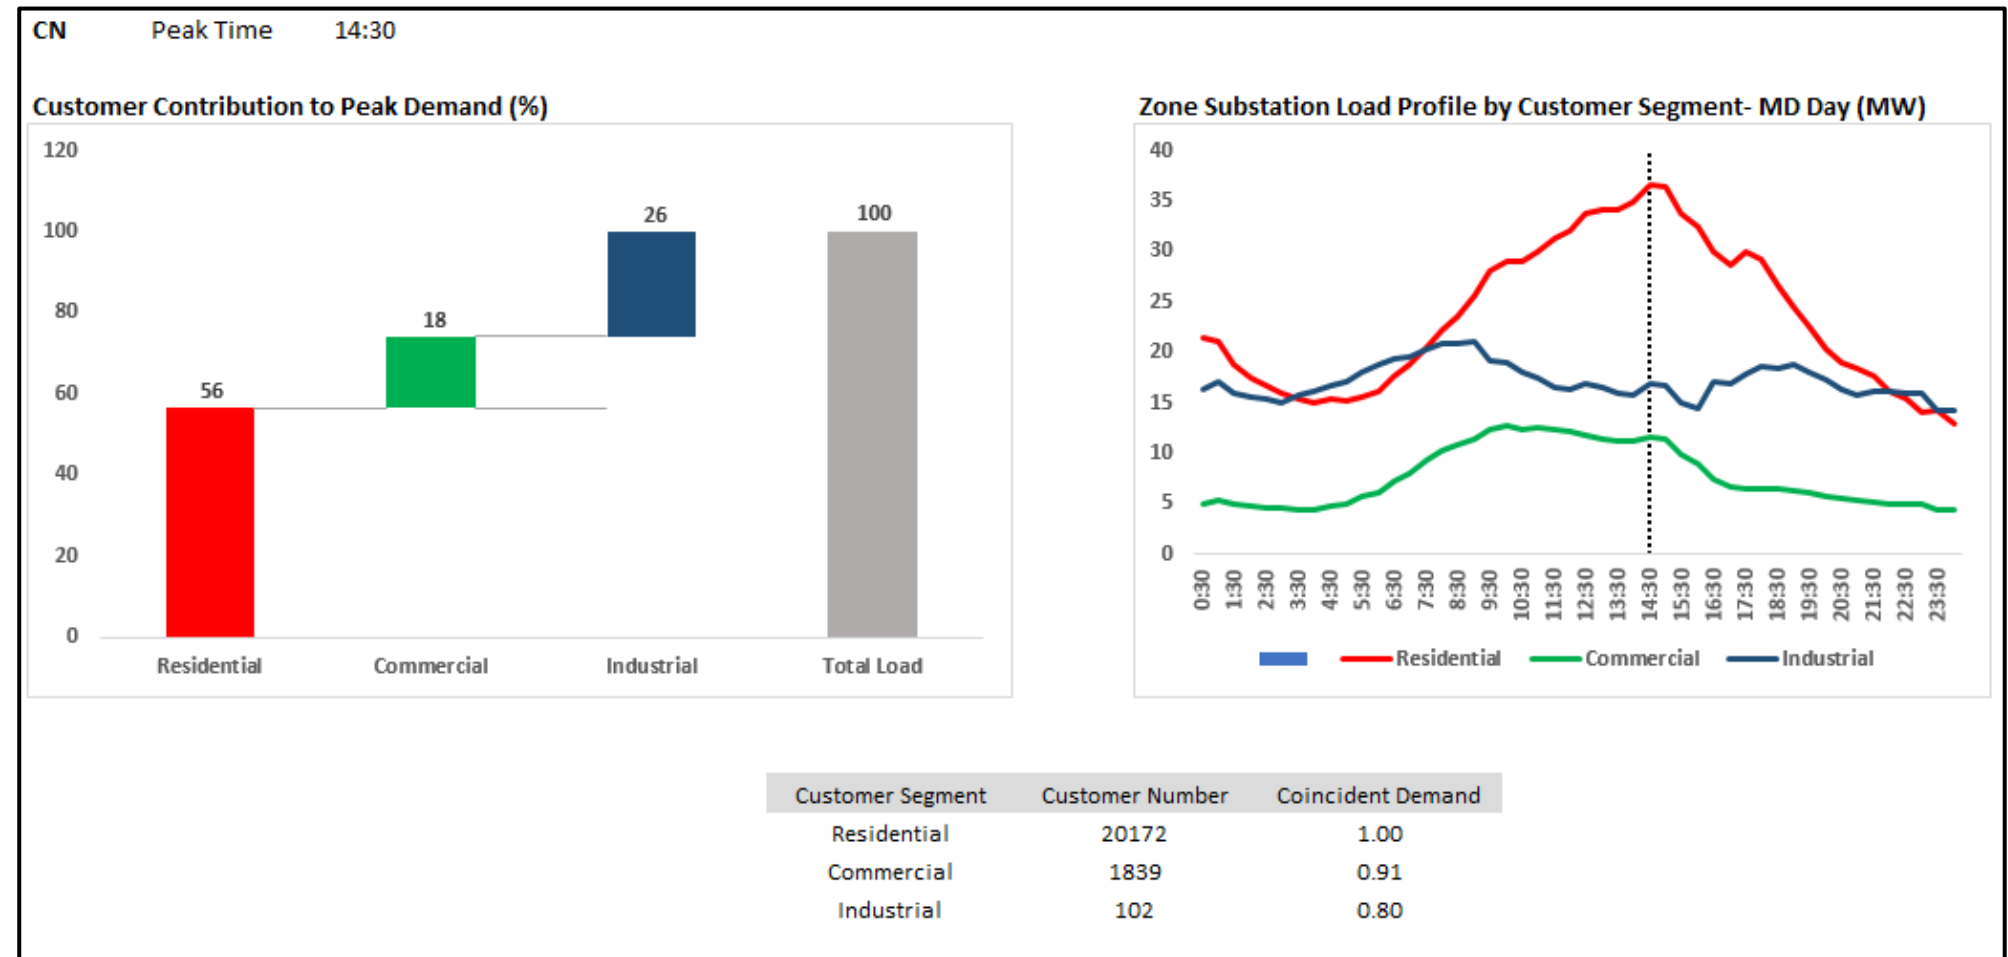 CN Peak Time 14:30
Customer Contribution to Peak Demand (%)
120
100
80
60
40
20
0
56
18
26
100
Residential Commercial Industrial Total Load
Zone Substation Load Profile by Customer Segment- MD Day (MW)
40
35
30
25
20
15
10
5
0
0:30 1:30 2:30 3:30 4:30 5:30 6:30 7:30 8:30 9:30 10:30 11:30 12:30 13:30 14:30 15:30 16:30 17:30 18:30 19:30 20:30 21:30 22:30 23:30
Residential Commercial Industrial
Customer Segment Customer Number Coincident Demand
Residential 20172 1.00
Commercial 1839 0.91
Industrial 102 0.80